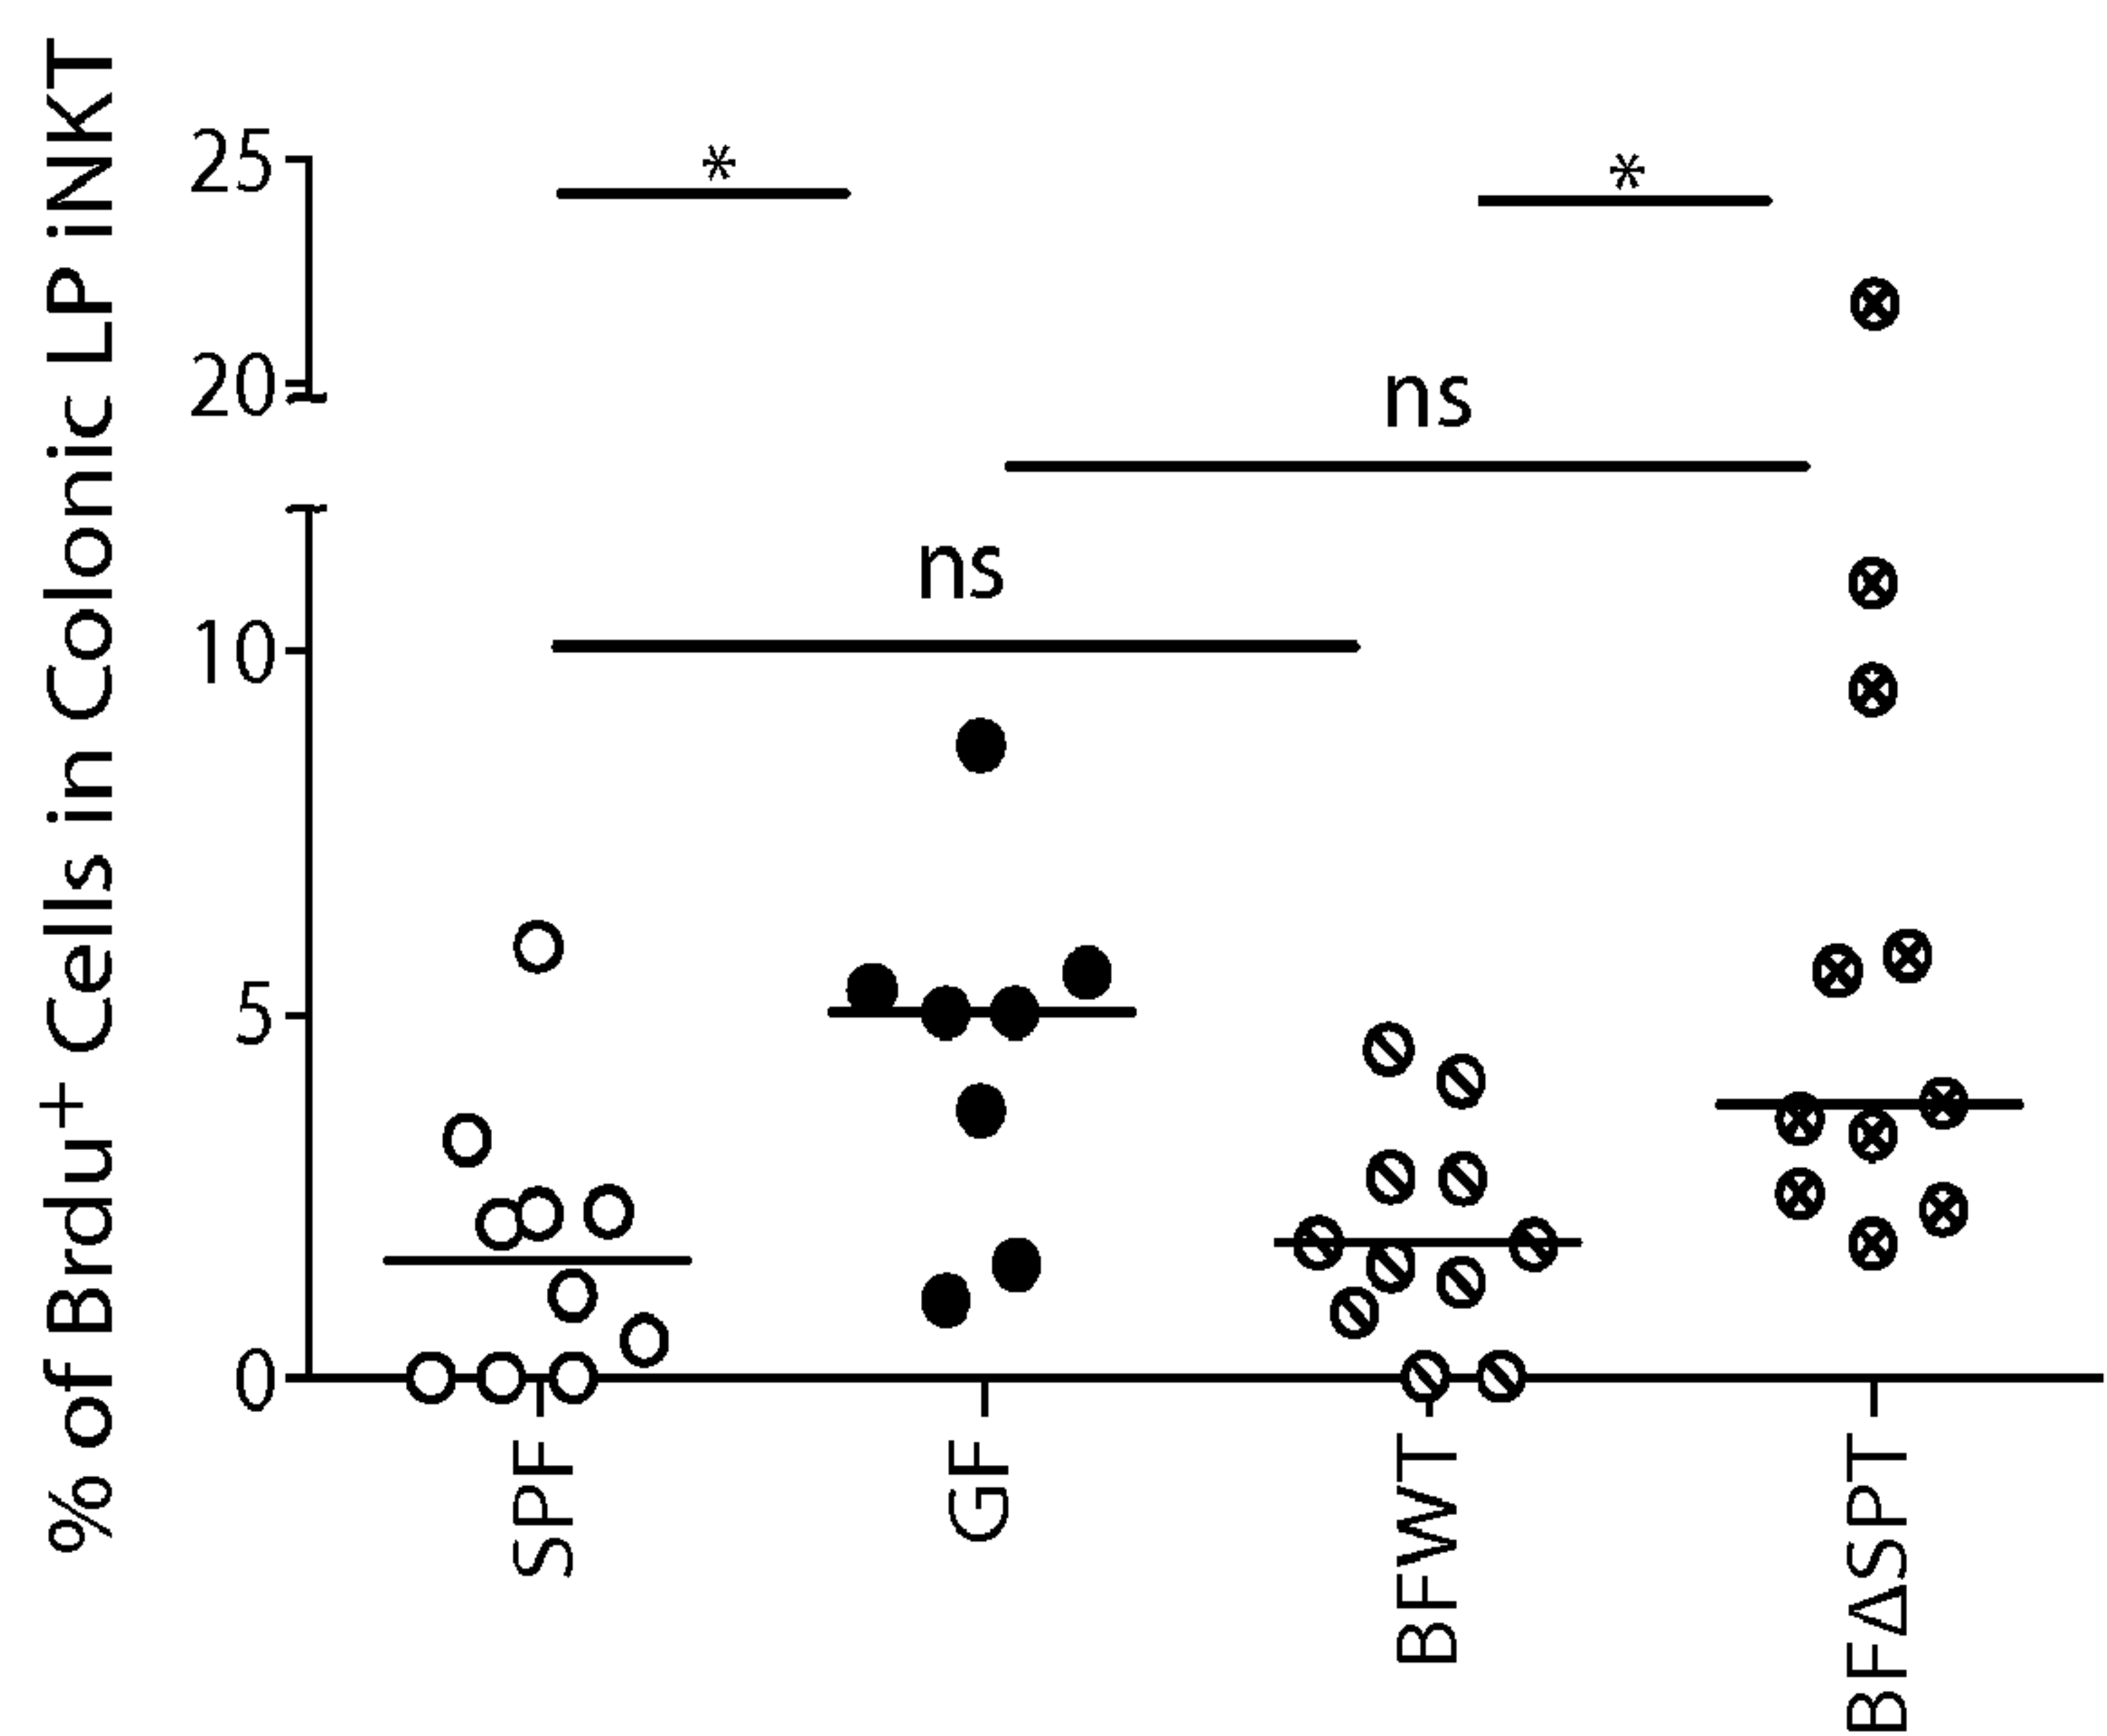 % of Brdu+ Cells in Colonic LP iNKT
25
20
10
5
0
*
*
ns
ns
SPF
GF
BFWT
BFΔSPT